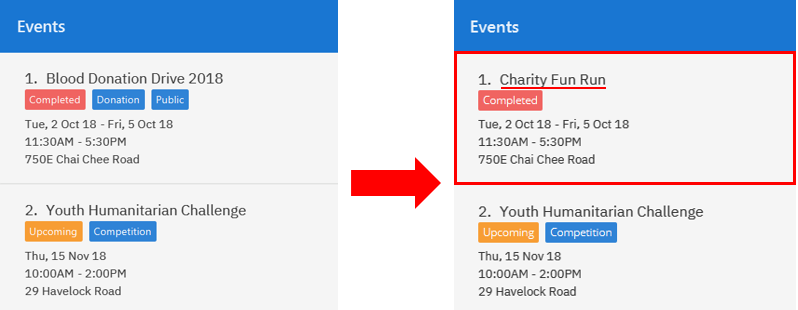 Events
1. Blood Donation Drive 2018
Completed Donation Public
Tue, 2 Oct 18 - Fri, 5 Oct 18
11:30AM - 5:30PM
750E Chai Chee Road
2. Youth Humanitarian Challenge
Upcoming Competition
Thu, 15 Nov 18
10:00AM - 2:00PM
29 Havelock Road
Events
1. Charity Fun Run
Completed
Tue, 2 Oct 18 - Fri, 5 Oct 18
11:30AM - 5:30PM
750E Chai Chee Road
2. Youth Humanitarian Challenge
Upcoming Competition
Thu, 15 Nov 18
10:00AM - 2:00PM
29 Havelock Road